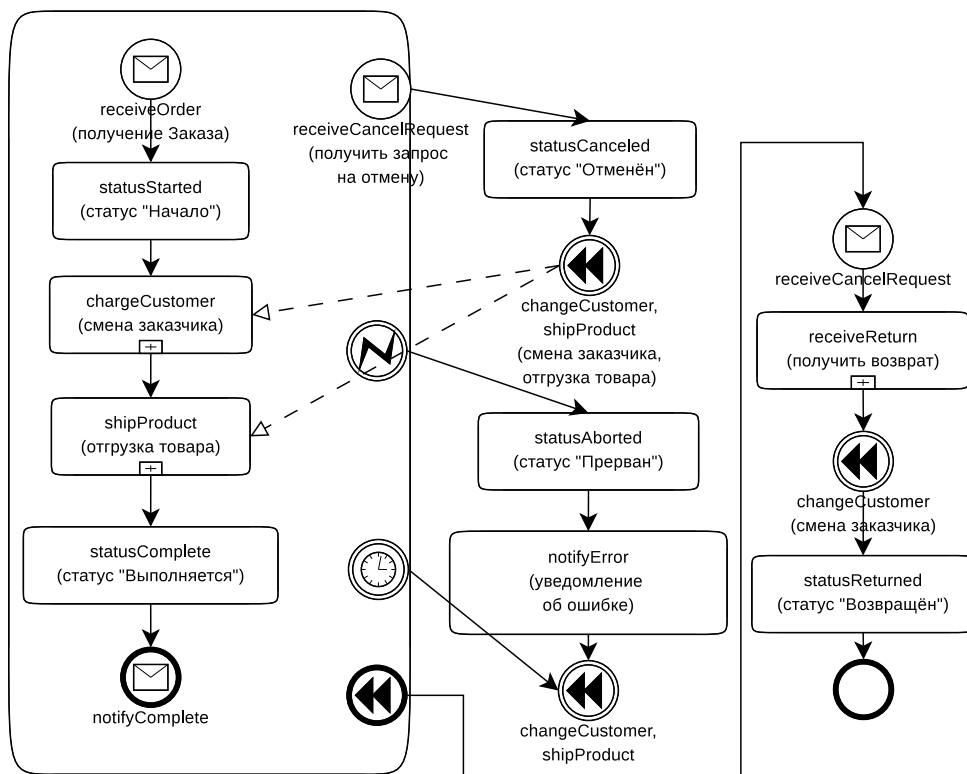 receiveOrder
(получение Заказа)
statusStarted
(статус "Начало")
chargeCustomer
(смена заказчика)
shipProduct
(отгрузка товара)
statusComplete
(статус "Выполняется")
notifyComplete
receiveCancelRequest
(получить запрос
на отмену)
statusCanceled
(статус "Отменён")
changeCustomer,
shipProduct
(смена заказчика,
отгрузка товара)
statusAborted
(статус "Прерван")
notifyError
(уведомление
об ошибке)
changeCustomer,
shipProduct
receiveCancelRequest
receiveReturn
(получить возврат)
changeCustomer
(смена заказчика)
statusReturned
(статус "Возвращён")